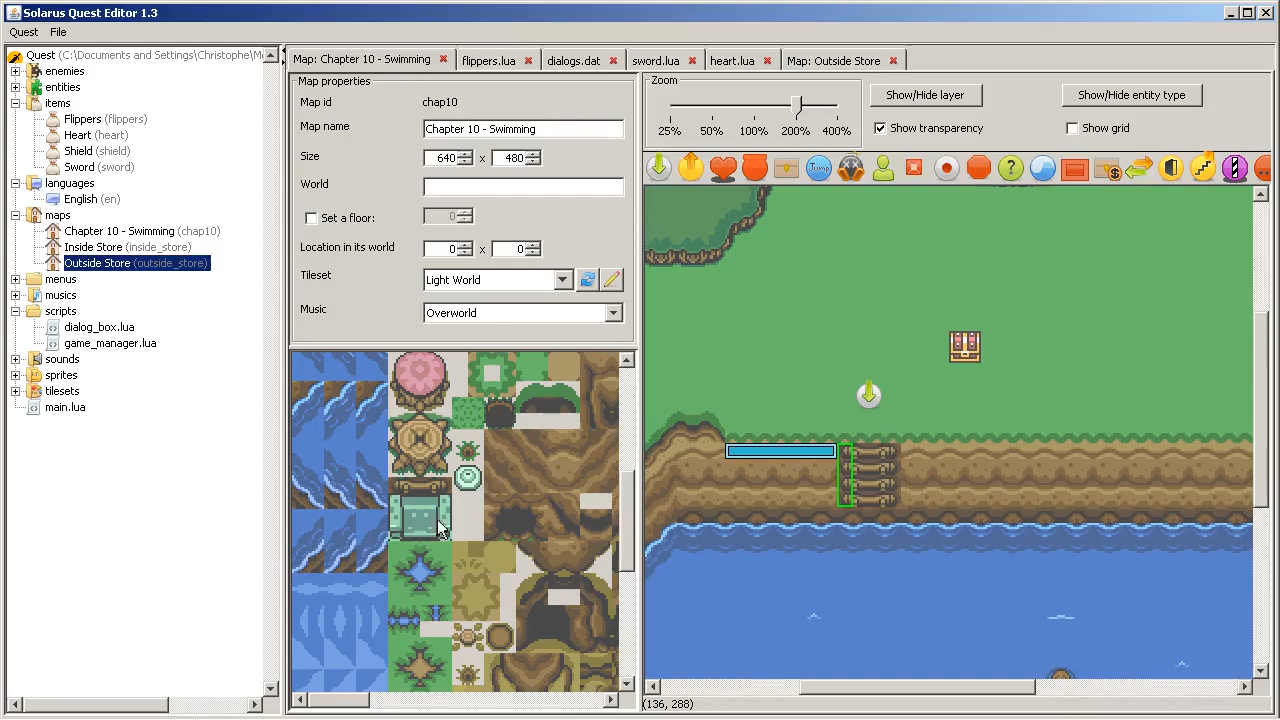 Solarus Quest Editor 1.3
Quest File
Quest (C:\Documents and Settings\Christophe\M
enemies
entities
items
Flippers (flippers)
Heart (heart)
Shield (shield)
Sword (sword)
languages
English (en)
maps
Chapter 10 - Swimming (chap10)
Inside Store (inside_store)
Outside Store (outside_store)
menus
musics
scripts
dialog_box.lua
game_manager.lua
sounds
sprites
tilesets
main.lua
Map: Chapter 10 - Swimming
flippers.lua
dialogs.dat
sword.lua
heart.lua
Map: Outside Store
Map properties
Map id chap10
Map name Chapter 10 - Swimming
Size 640 x 480
World
Set a floor: 0
Location in its world 0 x 0
Tileset Light World
Music Overworld
Zoom
25% 50% 100% 200% 400%
Show/Hide layer
Show/Hide entity type
Show transparency
Show grid
Jump
?
$
(136, 288)